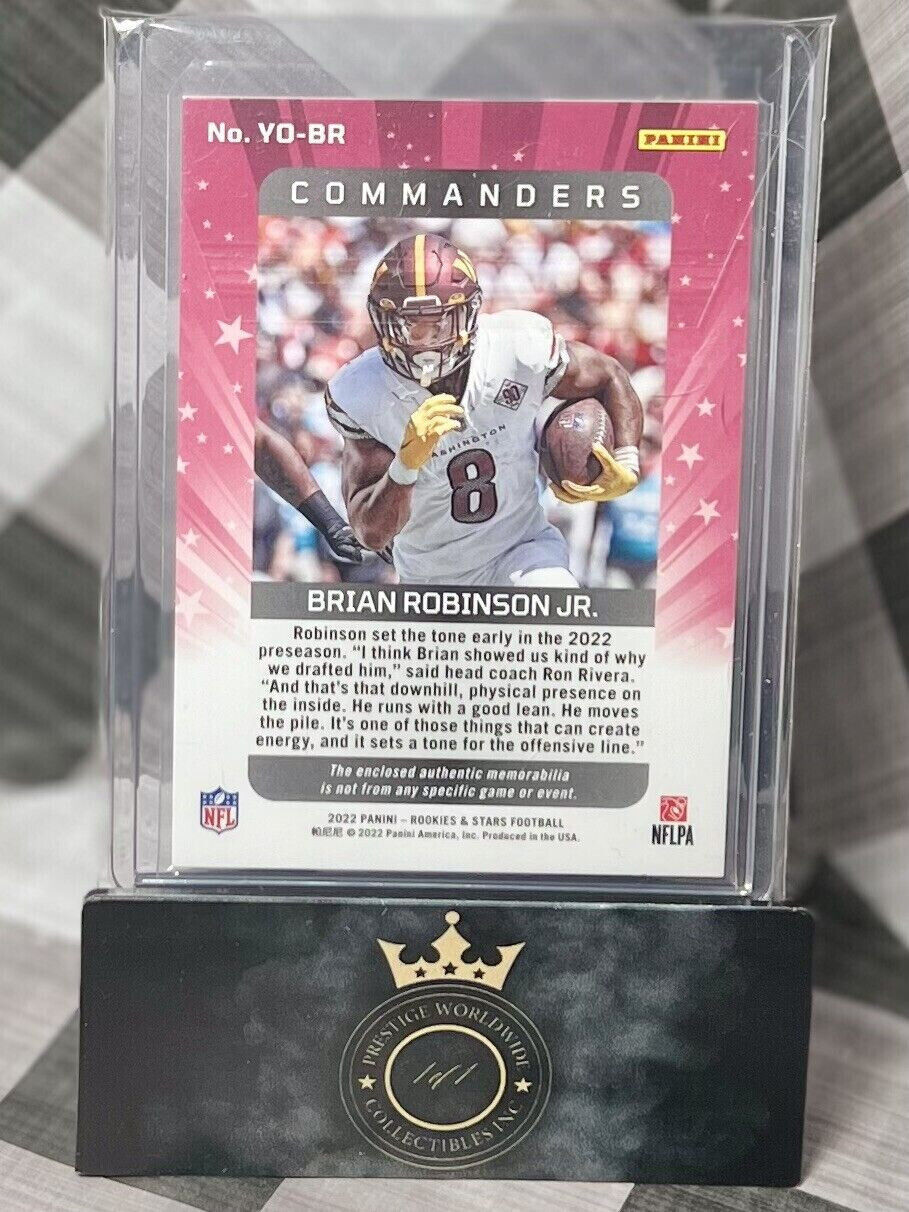 No. YO-BR
PANINI
COMMANDERS
WASHINGTON
8
BRIAN ROBINSON JR.
Robinson set the tone early in the 2022
preseason. "I think Brian showed us kind of why
we drafted him," said head coach Ron Rivera.
"And that's that downhill, physical presence on
the inside. He runs with a good lean. He moves
the pile. It's one of those things that can create
energy, and it sets a tone for the offensive line."
The enclosed authentic memorabilia
is not from any specific game or event.
2022 PANINI – ROOKIES & STARS FOOTBALL
帕尼尼 © 2022 Panini America, Inc. Produced in the USA.
NFL
NFLPA
PRESTIGE WORLDWIDE
1of1
COLLECTIBLES INC